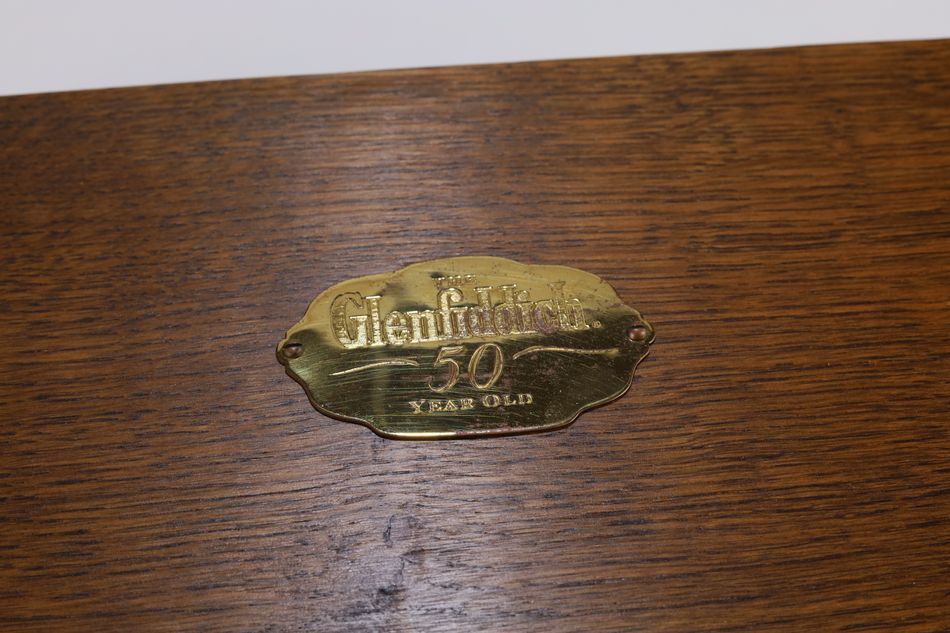 THE
Glenfiddich.
50
YEAR OLD